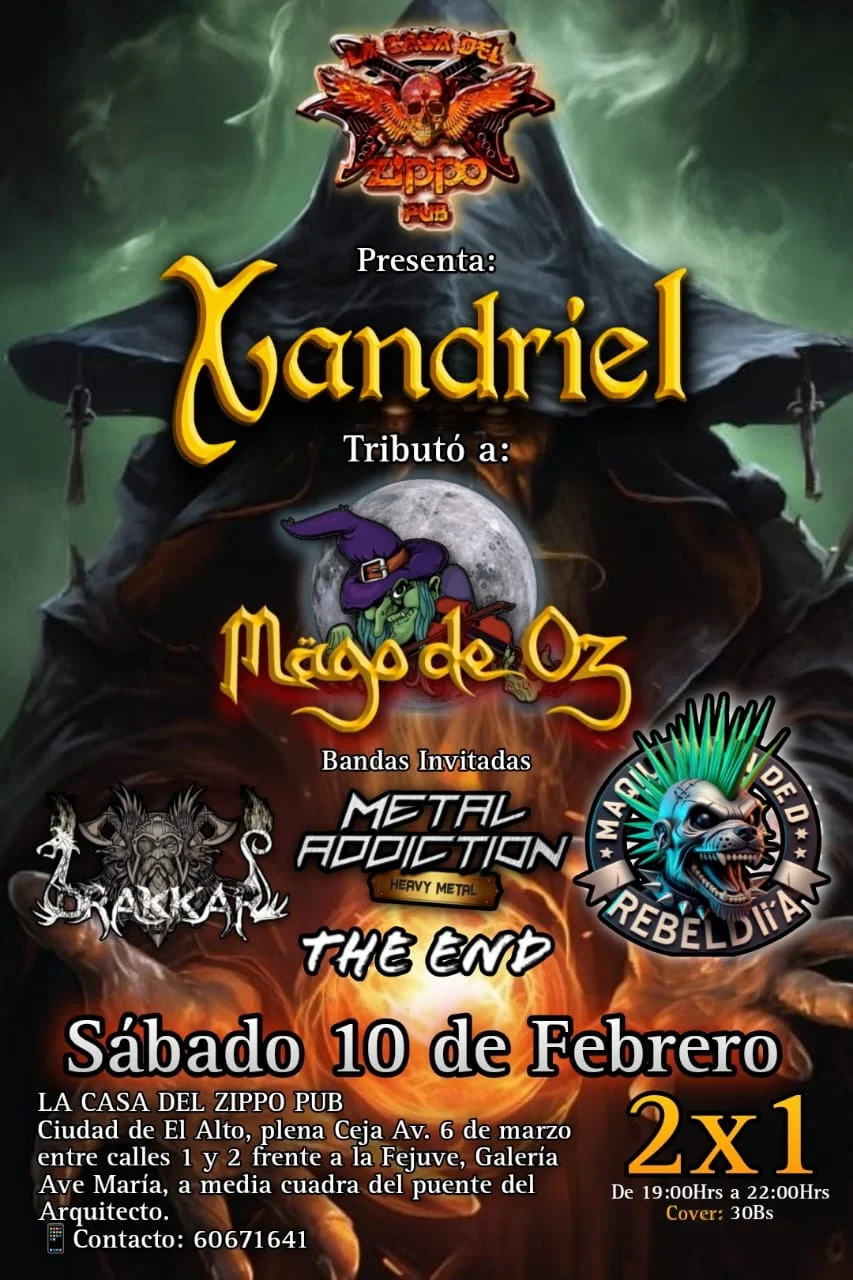 LA CASA DEL
ZIPPO
PUB
Presenta:
Xandriel
Tributó a:
Mägo de Oz
Bandas Invitadas
DRAKKAR
METAL
ADDICTION
HEAVY METAL
THE END
REBELDIíA
Sábado 10 de Febrero
LA CASA DEL ZIPPO PUB
Ciudad de El Alto, plena Ceja Av. 6 de marzo
entre calles 1 y 2 frente a la Fejuve, Galería
Ave María, a media cuadra del puente del
Arquitecto.
Contacto: 60671641
2x1
De 19:00Hrs a 22:00Hrs
Cover: 30Bs